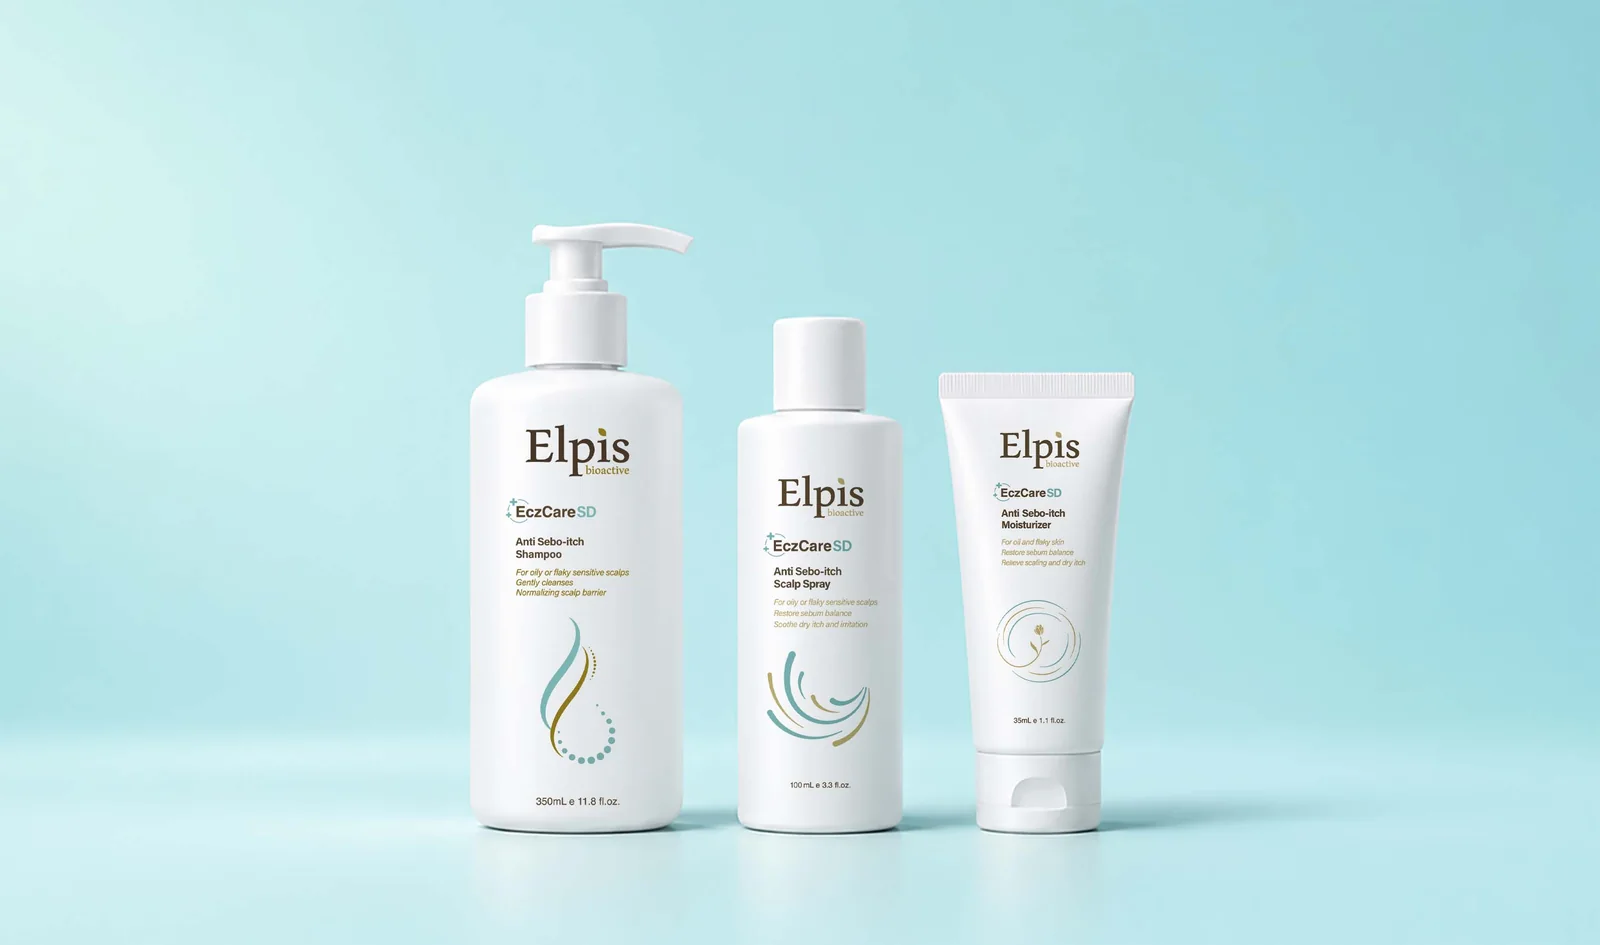 Elpis
bioactive
EczCareSD
Anti Sebo-itch
Shampoo
For oily or flaky sensitive scalps
Gently cleanses
Normalizing scalp barrier
350mL e 11.8 fl.oz.
Elpis
bioactive
EczCareSD
Anti Sebo-itch
Scalp Spray
For oily or flaky sensitive scalps
Restore sebum balance
Soothe dry itch and irritation
100 mL e 3.3 fl.oz.
Elpis
bioactive
EczCareSD
Anti Sebo-itch
Moisturizer
For oil and flaky skin
Restore sebum balance
Relieve scaling and dry itch
35mL e 1.1 fl.oz.